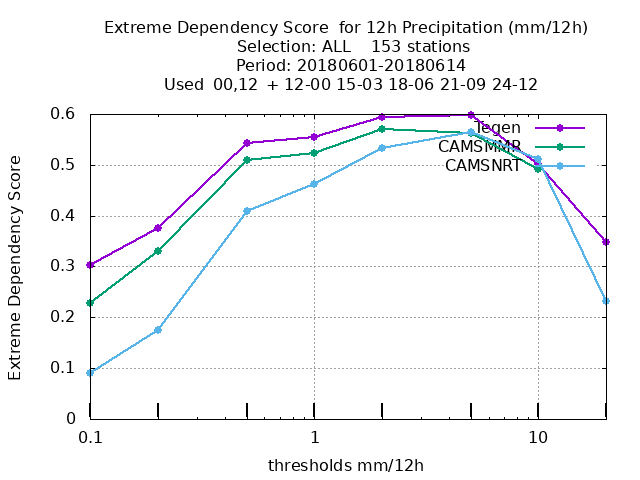 Extreme Dependency Score  for 12h Precipitation (mm/12h)
Selection: ALL    153 stations
Period: 20180601-20180614
Used  00,12  + 12-00 15-03 18-06 21-09 24-12
Extreme Dependency Score
0.6
0.5
0.4
0.3
0.2
0.1
0
Tegen
CAMSMMR
CAMSNRT
0.1
1
10
thresholds mm/12h